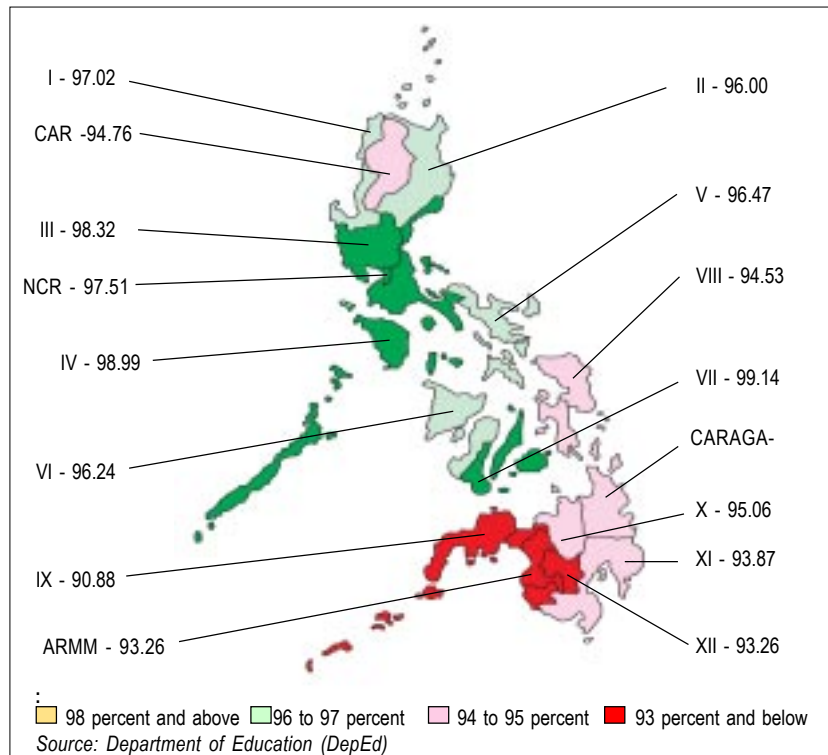 I - 97.02
II - 96.00
CAR -94.76
V - 96.47
III - 98.32
VIII - 94.53
NCR - 97.51
IV - 98.99
VII - 99.14
CARAGA-
VI - 96.24
X - 95.06
XI - 93.87
IX - 90.88
ARMM - 93.26
XII - 93.26
:
98 percent and above 96 to 97 percent 94 to 95 percent 93 percent and below
Source: Department of Education (DepEd)